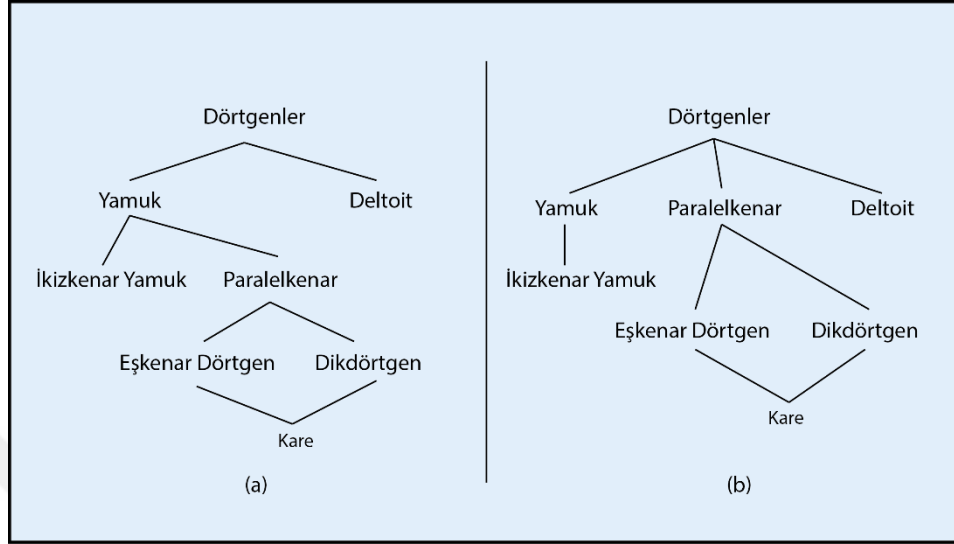 Dörtgenler
Yamuk
Deltoit
İkizkenar Yamuk
Paralelkenar
Eşkenar Dörtgen
Dikdörtgen
Kare
(a)
Dörtgenler
Yamuk
Paralelkenar
Deltoit
İkizkenar Yamuk
Eşkenar Dörtgen
Dikdörtgen
Kare
(b)